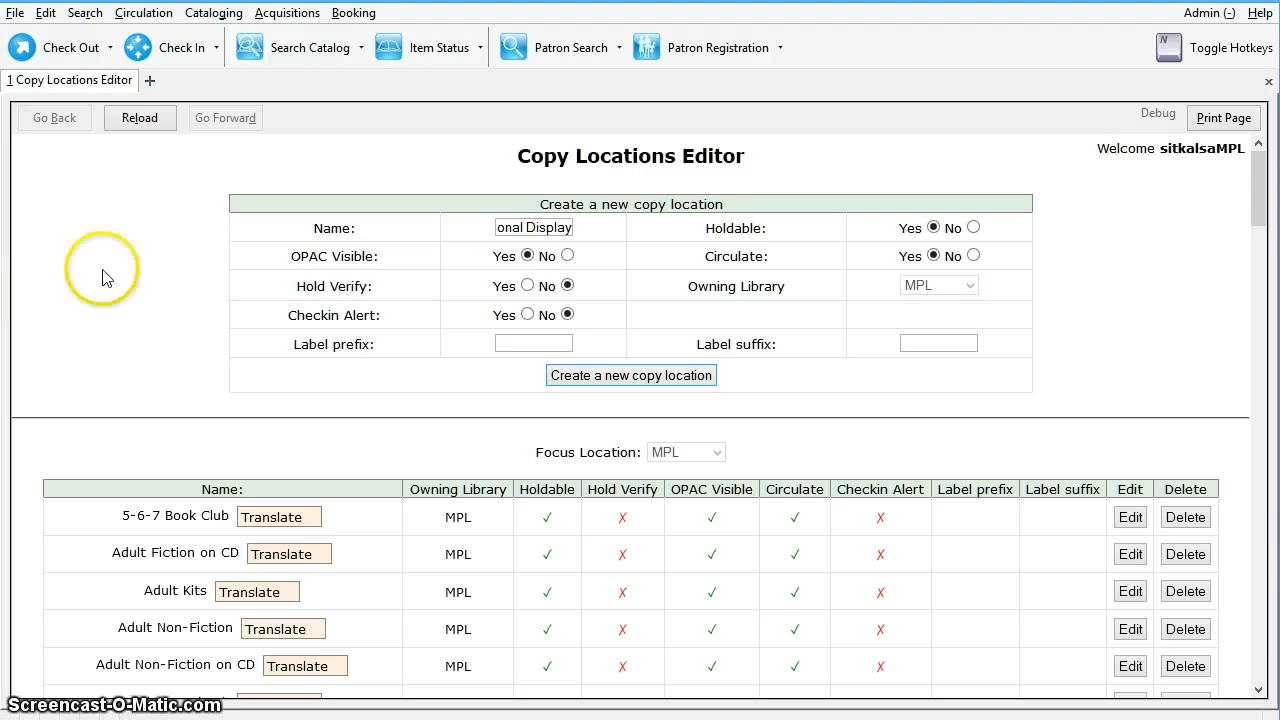 File Edit Search Circulation Cataloging Acquisitions Booking Admin (-) Help
Check Out Check In Search Catalog Item Status Patron Search Patron Registration N Toggle Hotkeys
1 Copy Locations Editor
Go Back Reload Go Forward Debug Print Page
Welcome sitkalsaMPL
Copy Locations Editor
Create a new copy location
Name: onal Display Holdable: Yes No
OPAC Visible: Yes No Circulate: Yes No
Hold Verify: Yes No Owning Library MPL
Checkin Alert: Yes No
Label prefix: Label suffix:
Create a new copy location
Focus Location: MPL
Name: Owning Library Holdable Hold Verify OPAC Visible Circulate Checkin Alert Label prefix Label suffix Edit Delete
5-6-7 Book Club Translate MPL ✓ ✗ ✓ ✓ ✗ Edit Delete
Adult Fiction on CD Translate MPL ✓ ✗ ✓ ✓ ✗ Edit Delete
Adult Kits Translate MPL ✓ ✗ ✓ ✓ ✗ Edit Delete
Adult Non-Fiction Translate MPL ✓ ✗ ✓ ✓ ✗ Edit Delete
Adult Non-Fiction on CD Translate MPL ✓ ✗ ✓ ✓ ✗ Edit Delete
Screencast-O-Matic.com